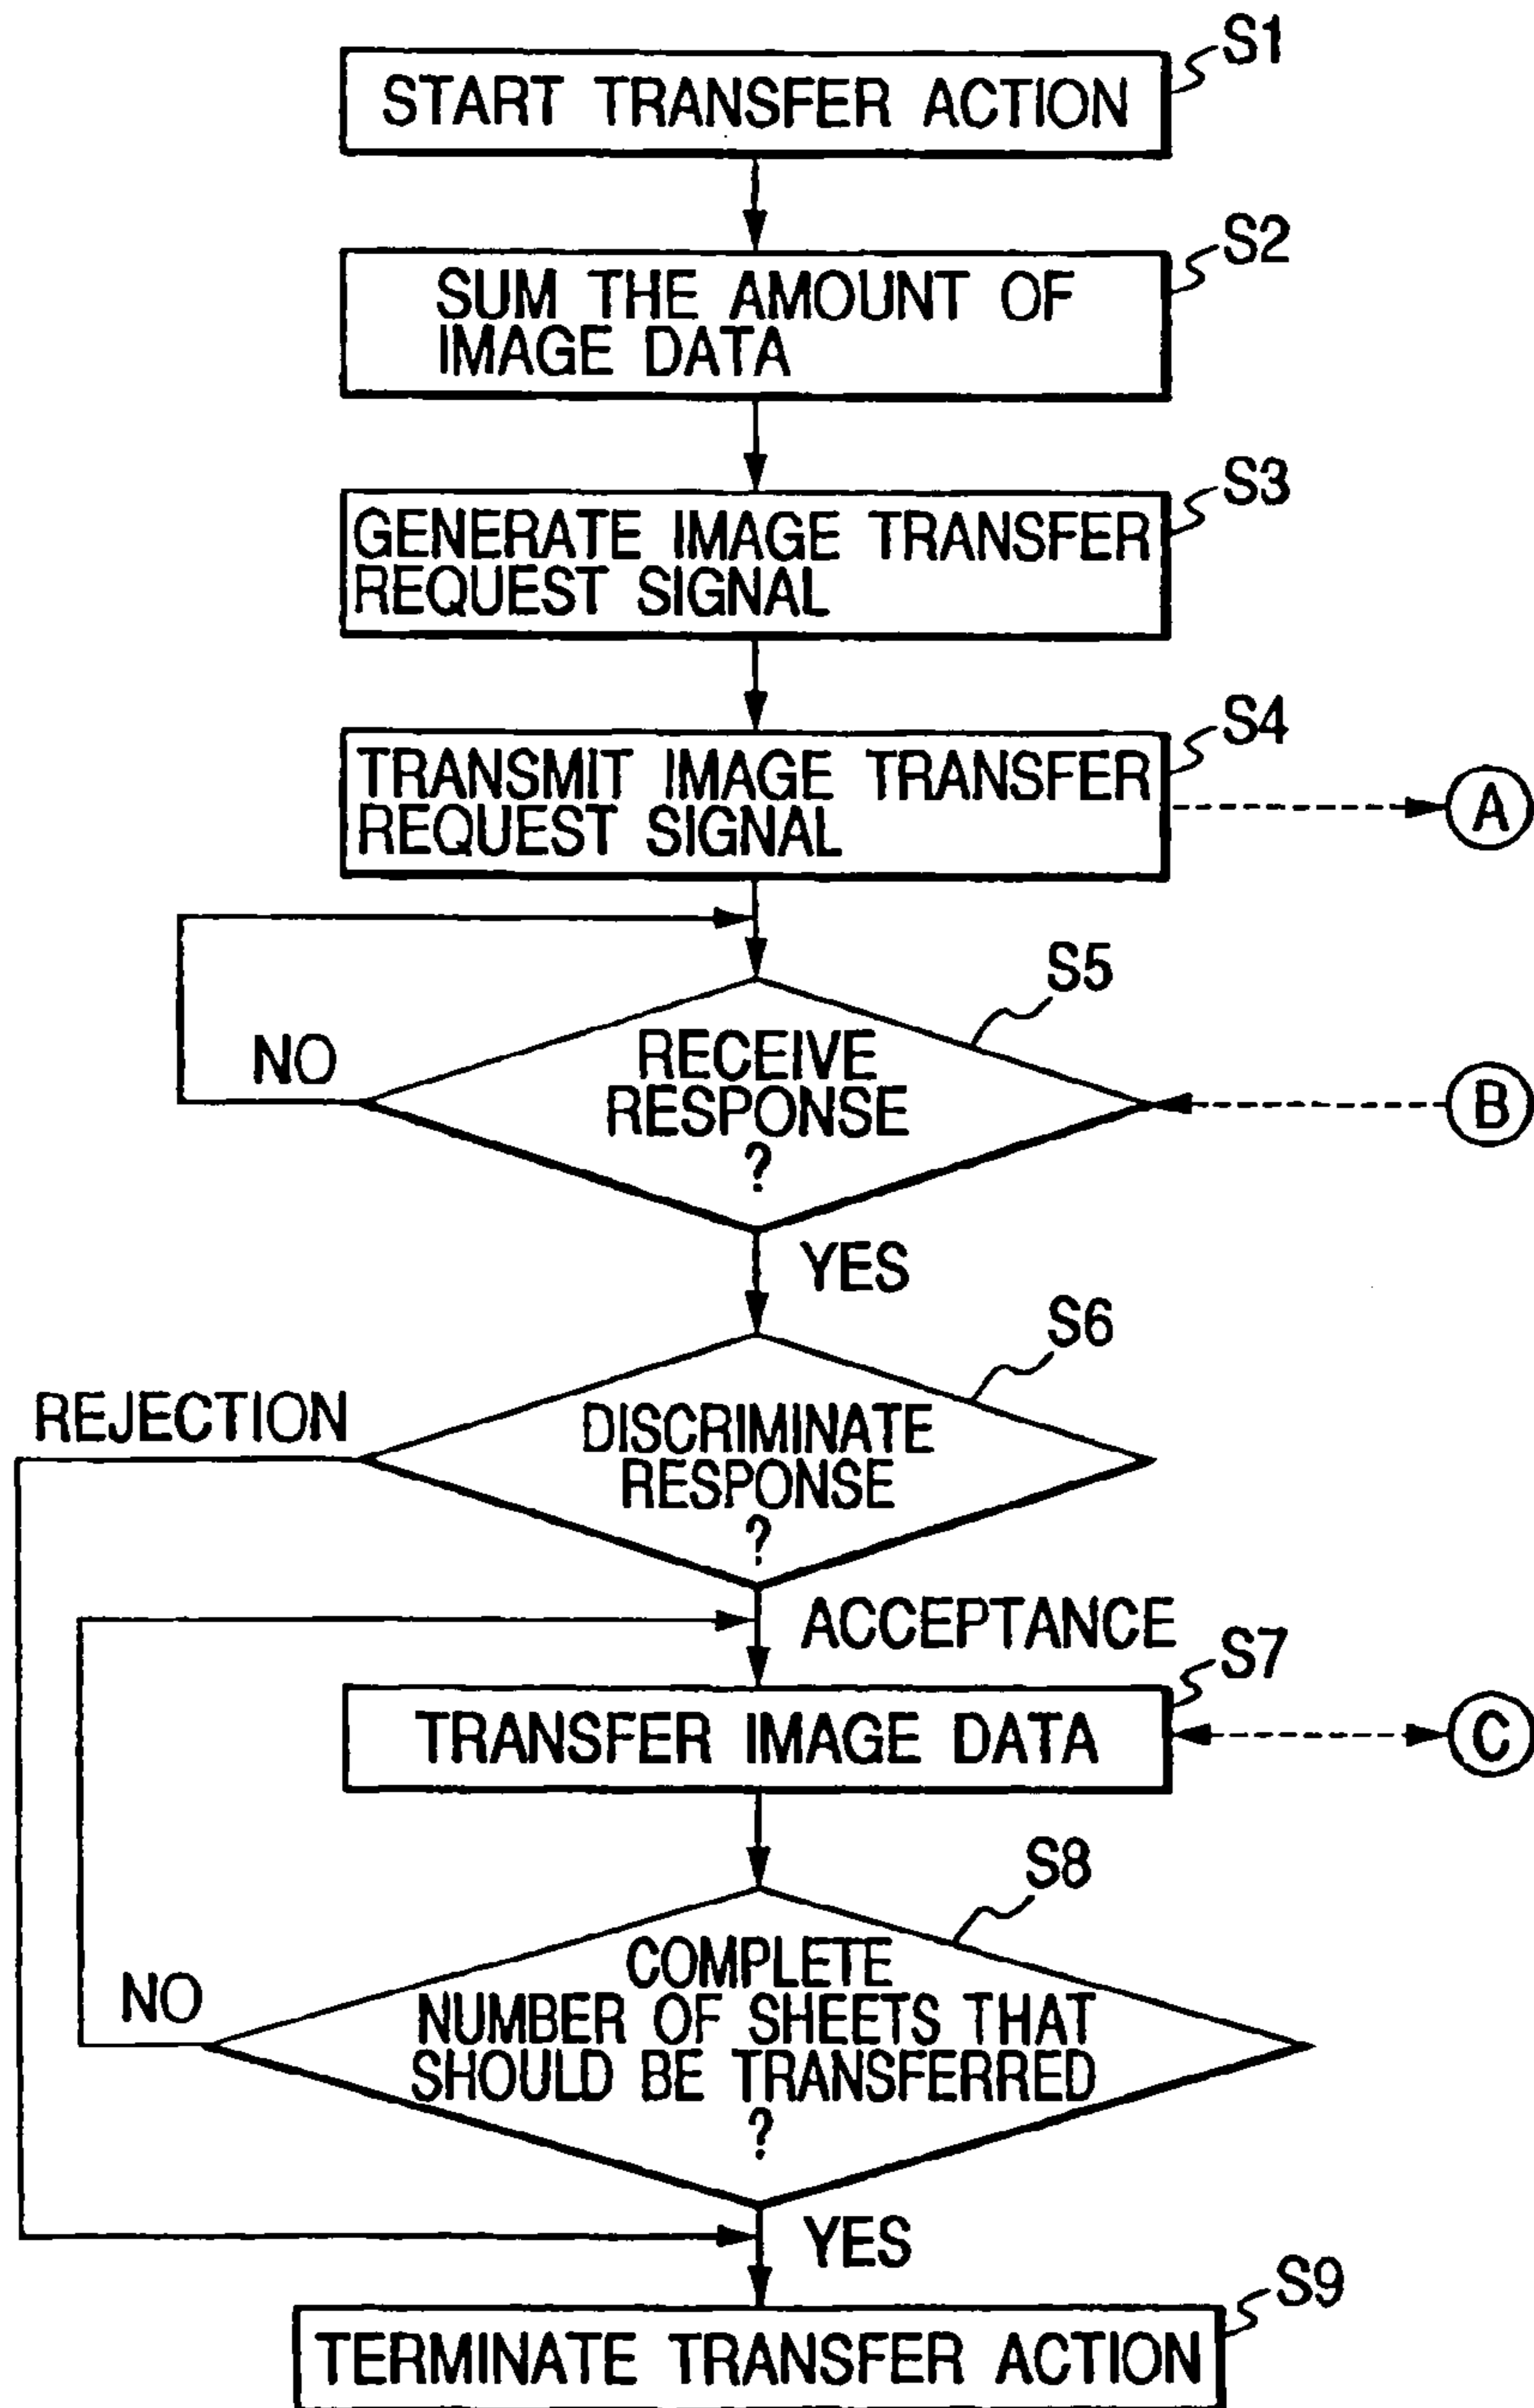 S1
START TRANSFER ACTION
S2
SUM THE AMOUNT OF
IMAGE DATA
S3
GENERATE IMAGE TRANSFER
REQUEST SIGNAL
S4
TRANSMIT IMAGE TRANSFER
REQUEST SIGNAL
A
S5
NO
RECEIVE
RESPONSE
?
B
YES
S6
REJECTION
DISCRIMINATE
RESPONSE
?
ACCEPTANCE
S7
TRANSFER IMAGE DATA
C
S8
NO
COMPLETE
NUMBER OF SHEETS THAT
SHOULD BE TRANSFERRED
?
YES
S9
TERMINATE TRANSFER ACTION